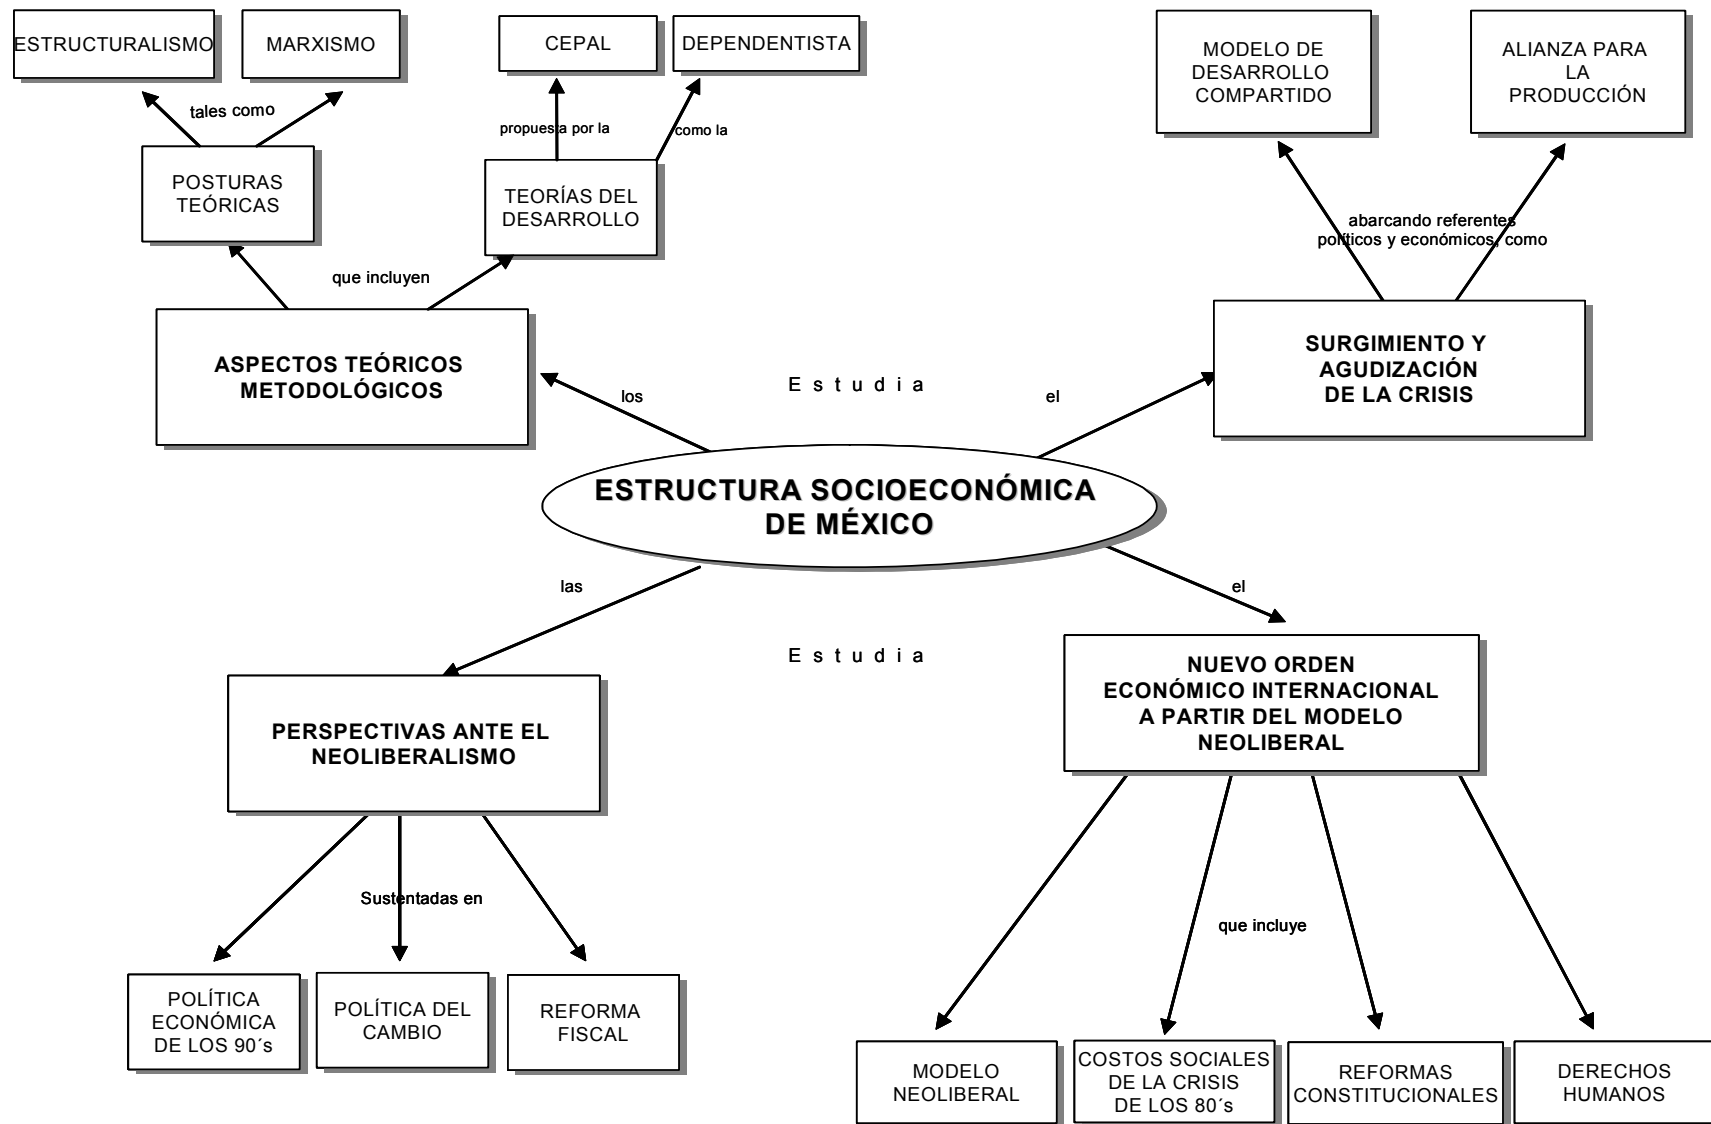 ESTRUCTURALISMO
MARXISMO
CEPAL
DEPENDENTISTA
MODELO DE
DESARROLLO
COMPARTIDO
ALIANZA PARA
LA
PRODUCCIÓN
tales como
propuesta por la
como la
POSTURAS
TEÓRICAS
TEORÍAS DEL
DESARROLLO
abarcando referentes
políticos y económicos, como
que incluyen
ASPECTOS TEÓRICOS
METODOLÓGICOS
SURGIMIENTO Y
AGUDIZACIÓN
DE LA CRISIS
Estudia
los
el
ESTRUCTURA SOCIOECONÓMICA
DE MÉXICO
las
el
Estudia
PERSPECTIVAS ANTE EL
NEOLIBERALISMO
NUEVO ORDEN
ECONÓMICO INTERNACIONAL
A PARTIR DEL MODELO
NEOLIBERAL
Sustentadas en
que incluye
POLÍTICA
ECONÓMICA
DE LOS 90´s
POLÍTICA DEL
CAMBIO
REFORMA
FISCAL
MODELO
NEOLIBERAL
COSTOS SOCIALES
DE LA CRISIS
DE LOS 80´s
REFORMAS
CONSTITUCIONALES
DERECHOS
HUMANOS